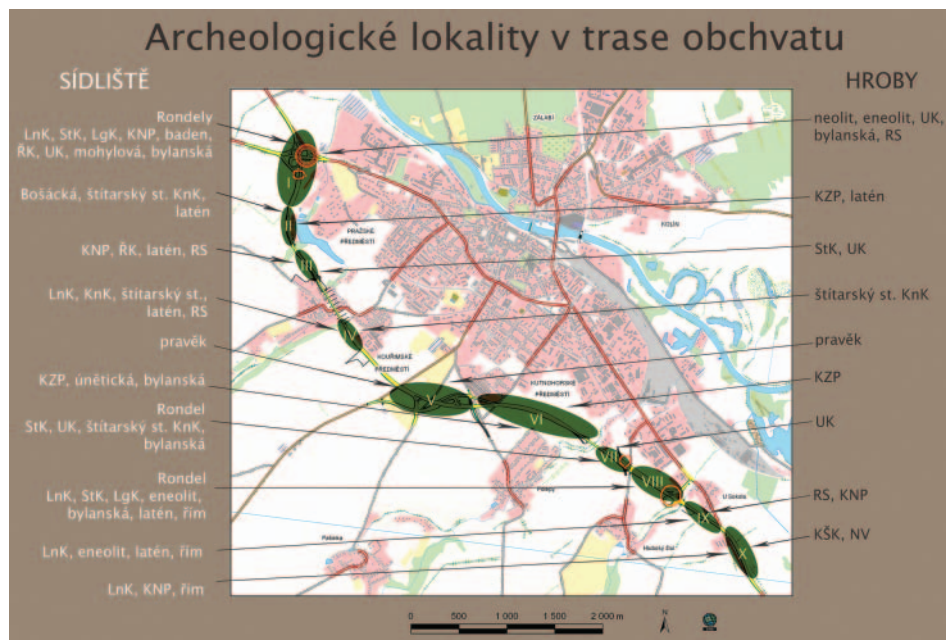 Archeologické lokality v trase obchvatu
SÍDLIŠTĚ
Rondely
LnK, StK, LgK, KNP, baden,
ŘK, UK, mohylová, bylanská
Bošácká, štítarský st. KnK,
latén
KNP, ŘK, latén, RS
LnK, KnK, štítarský st.,
latén, RS
pravěk
KZP, únětická, bylanská
Rondel
StK, UK, štítarský st. KnK,
bylanská
Rondel
LnK, StK, LgK, eneolit,
bylanská, latén, řím
LnK, eneolit, latén, řím
LnK, KNP, řím
HROBY
neolit, eneolit, UK,
bylanská, RS
KZP, latén
StK, UK
štítarský st. KnK
pravěk
KZP
UK
RS, KNP
KŠK, NV
ZÁLABÍ
KOLÍN
PRAŽSKÉ
PŘEDMĚSTÍ
KOUŘIMSKÉ
PŘEDMĚSTÍ
KUTNOHORSKÉ
PŘEDMĚSTÍ
I
II
III
IV
V
VI
VII
VIII
IX
X
0 500 1 000 1 500 2 000 m
N